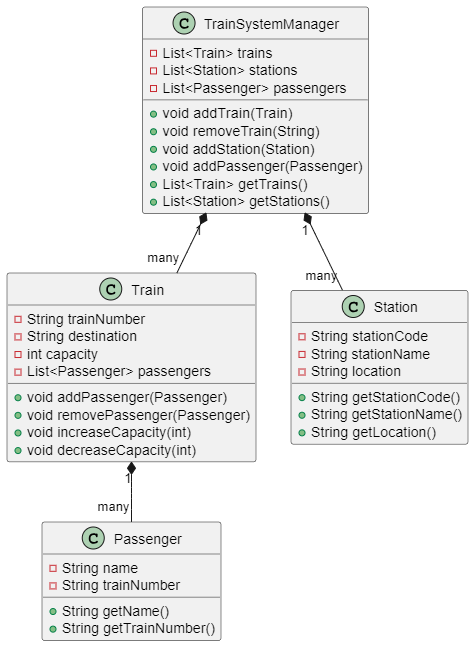 C TrainSystemManager
List<Train> trains
List<Station> stations
List<Passenger> passengers
void addTrain(Train)
void removeTrain(String)
void addStation(Station)
void addPassenger(Passenger)
List<Train> getTrains()
List<Station> getStations()
1
1
many
many
C Train
String trainNumber
String destination
int capacity
List<Passenger> passengers
void addPassenger(Passenger)
void removePassenger(Passenger)
void increaseCapacity(int)
void decreaseCapacity(int)
C Station
String stationCode
String stationName
String location
String getStationCode()
String getStationName()
String getLocation()
1
many
C Passenger
String name
String trainNumber
String getName()
String getTrainNumber()